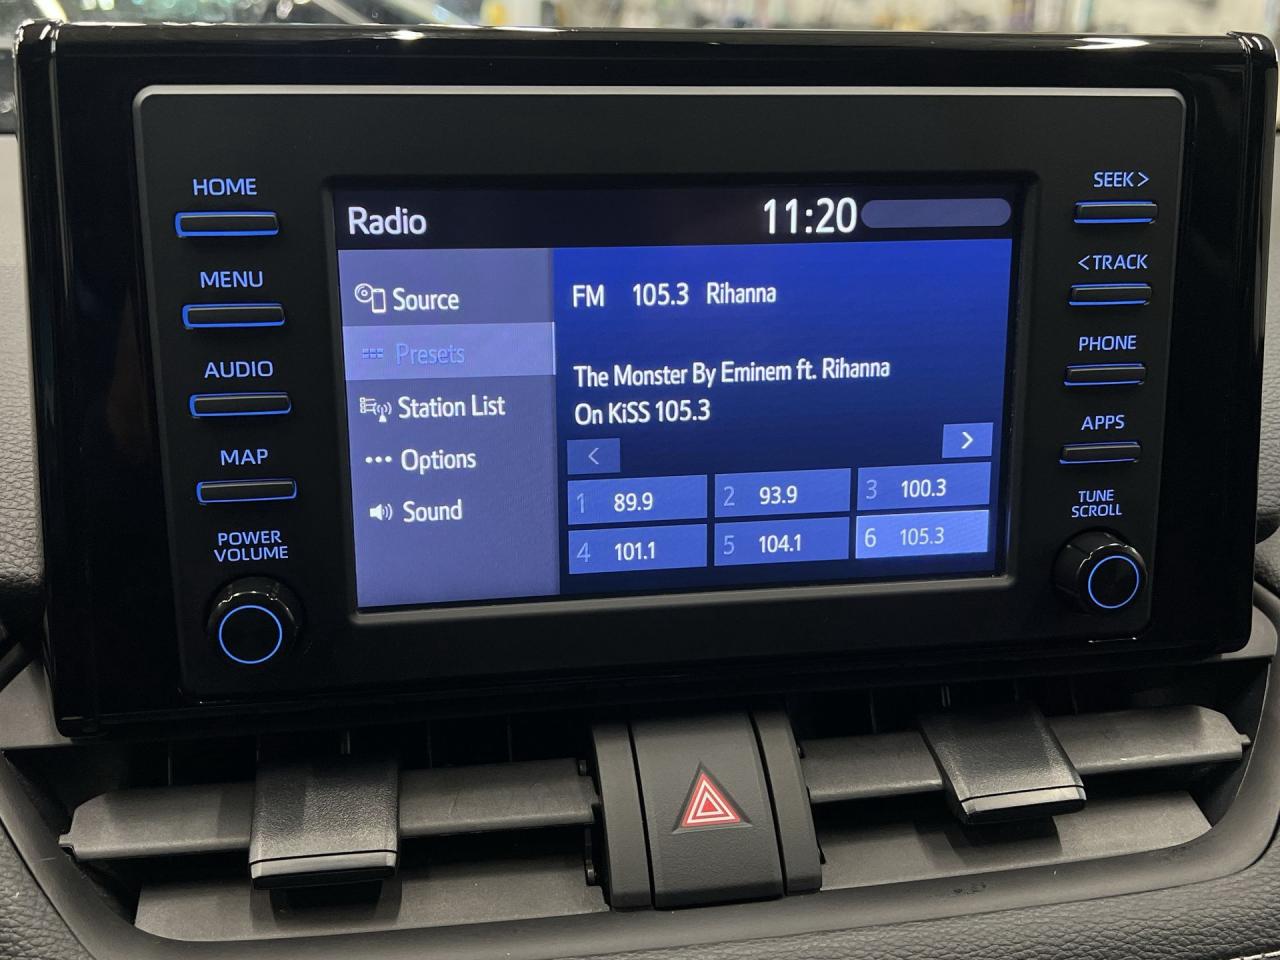 HOME
MENU
AUDIO
MAP
POWER
VOLUME
Radio
11:20
Source
Presets
Station List
Options
Sound
FM 105.3 Rihanna
The Monster By Eminem ft. Rihanna
On KiSS 105.3
< >
1 89.9 2 93.9 3 100.3
4 101.1 5 104.1 6 105.3
SEEK >
< TRACK
PHONE
APPS
TUNE
SCROLL